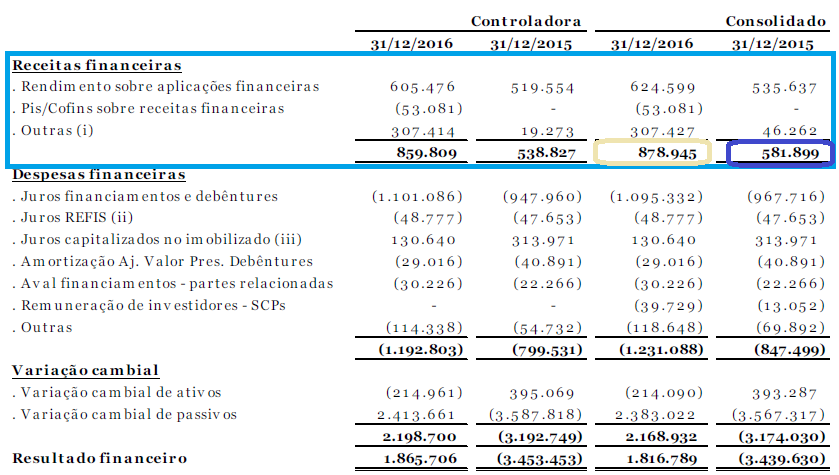 Controladora Consolidado
31/12/2016 31/12/2015 31/12/2016 31/12/2015
Receitas financeiras
. Rendimento sobre aplicações financeiras 605.476 519.554 624.599 535.637
. Pis/Cofins sobre receitas financeiras (53.081) - (53.081) -
. Outras (i) 307.414 19.273 307.427 46.262
859.809 538.827 878.945 581.899
Despesas financeiras
. Juros financiamentos e debêntures (1.101.086) (947.960) (1.095.332) (967.716)
. Juros REFIS (ii) (48.777) (47.653) (48.777) (47.653)
. Juros capitalizados no imobilizado (iii) 130.640 313.971 130.640 313.971
. Amortização Aj. Valor Pres. Debêntures (29.016) (40.891) (29.016) (40.891)
. Aval financiamentos - partes relacionadas (30.226) (22.266) (30.226) (22.266)
. Remuneração de investidores - SCPs - - (39.729) (13.052)
. Outras (114.338) (54.732) (118.648) (69.892)
(1.192.803) (799.531) (1.231.088) (847.499)
Variação cambial
. Variação cambial de ativos (214.961) 395.069 (214.090) 393.287
. Variação cambial de passivos 2.413.661 (3.587.818) 2.383.022 (3.567.317)
2.198.700 (3.192.749) 2.168.932 (3.174.030)
Resultado financeiro 1.865.706 (3.453.453) 1.816.789 (3.439.630)